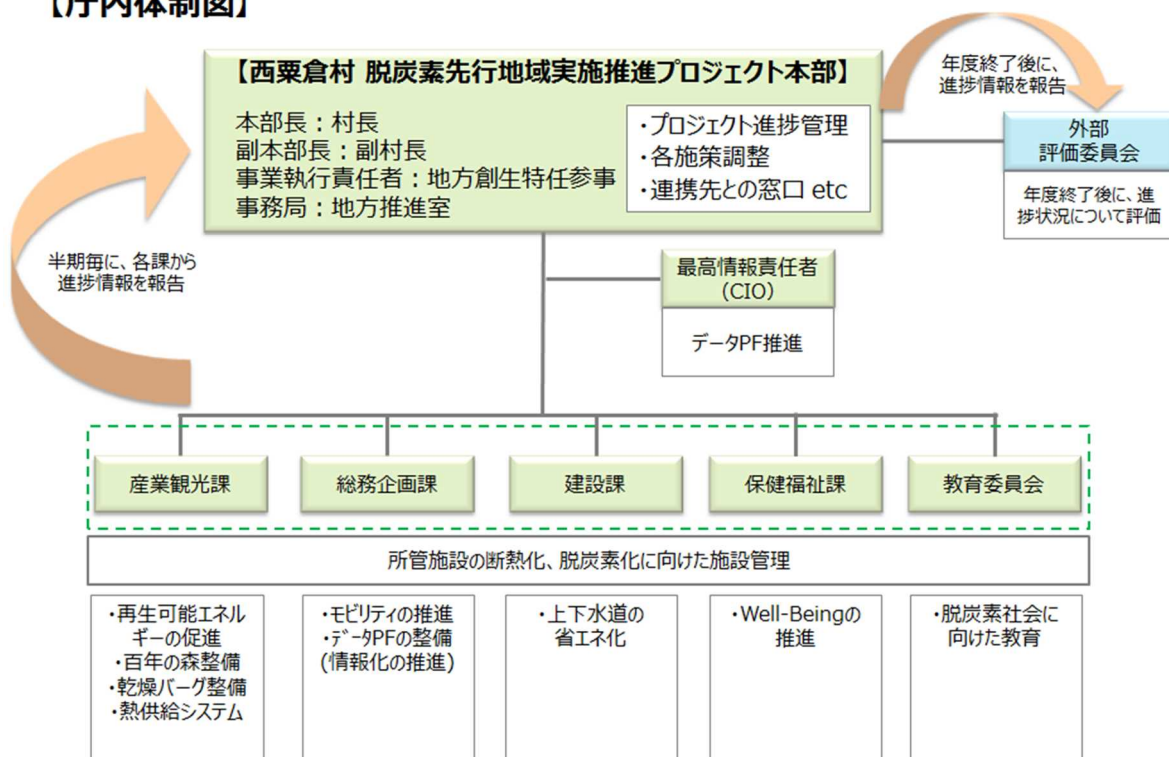 【庁内体制図】
【西粟倉村 脱炭素先行地域実施推進プロジェクト本部】
本部長：村長
副本部長：副村長
事業執行責任者：地方創生特任参事
事務局：地方推進室
・プロジェクト進捗管理
・各施策調整
・連携先との窓口 etc
年度終了後に、
進捗情報を報告
外部
評価委員会
年度終了後に、進
捗状況について評価
半期毎に、各課から
進捗情報を報告
最高情報責任者
（CIO）
データPF推進
産業観光課
総務企画課
建設課
保健福祉課
教育委員会
所管施設の断熱化、脱炭素化に向けた施設管理
・再生可能エネル
ギーの促進
・百年の森整備
・乾燥バーグ整備
・熱供給システム
・モビリティの推進
・ﾃﾞｰﾀPFの整備
(情報化の推進)
・上下水道の
省エネ化
・Well-Beingの
推進
・脱炭素社会に
向けた教育